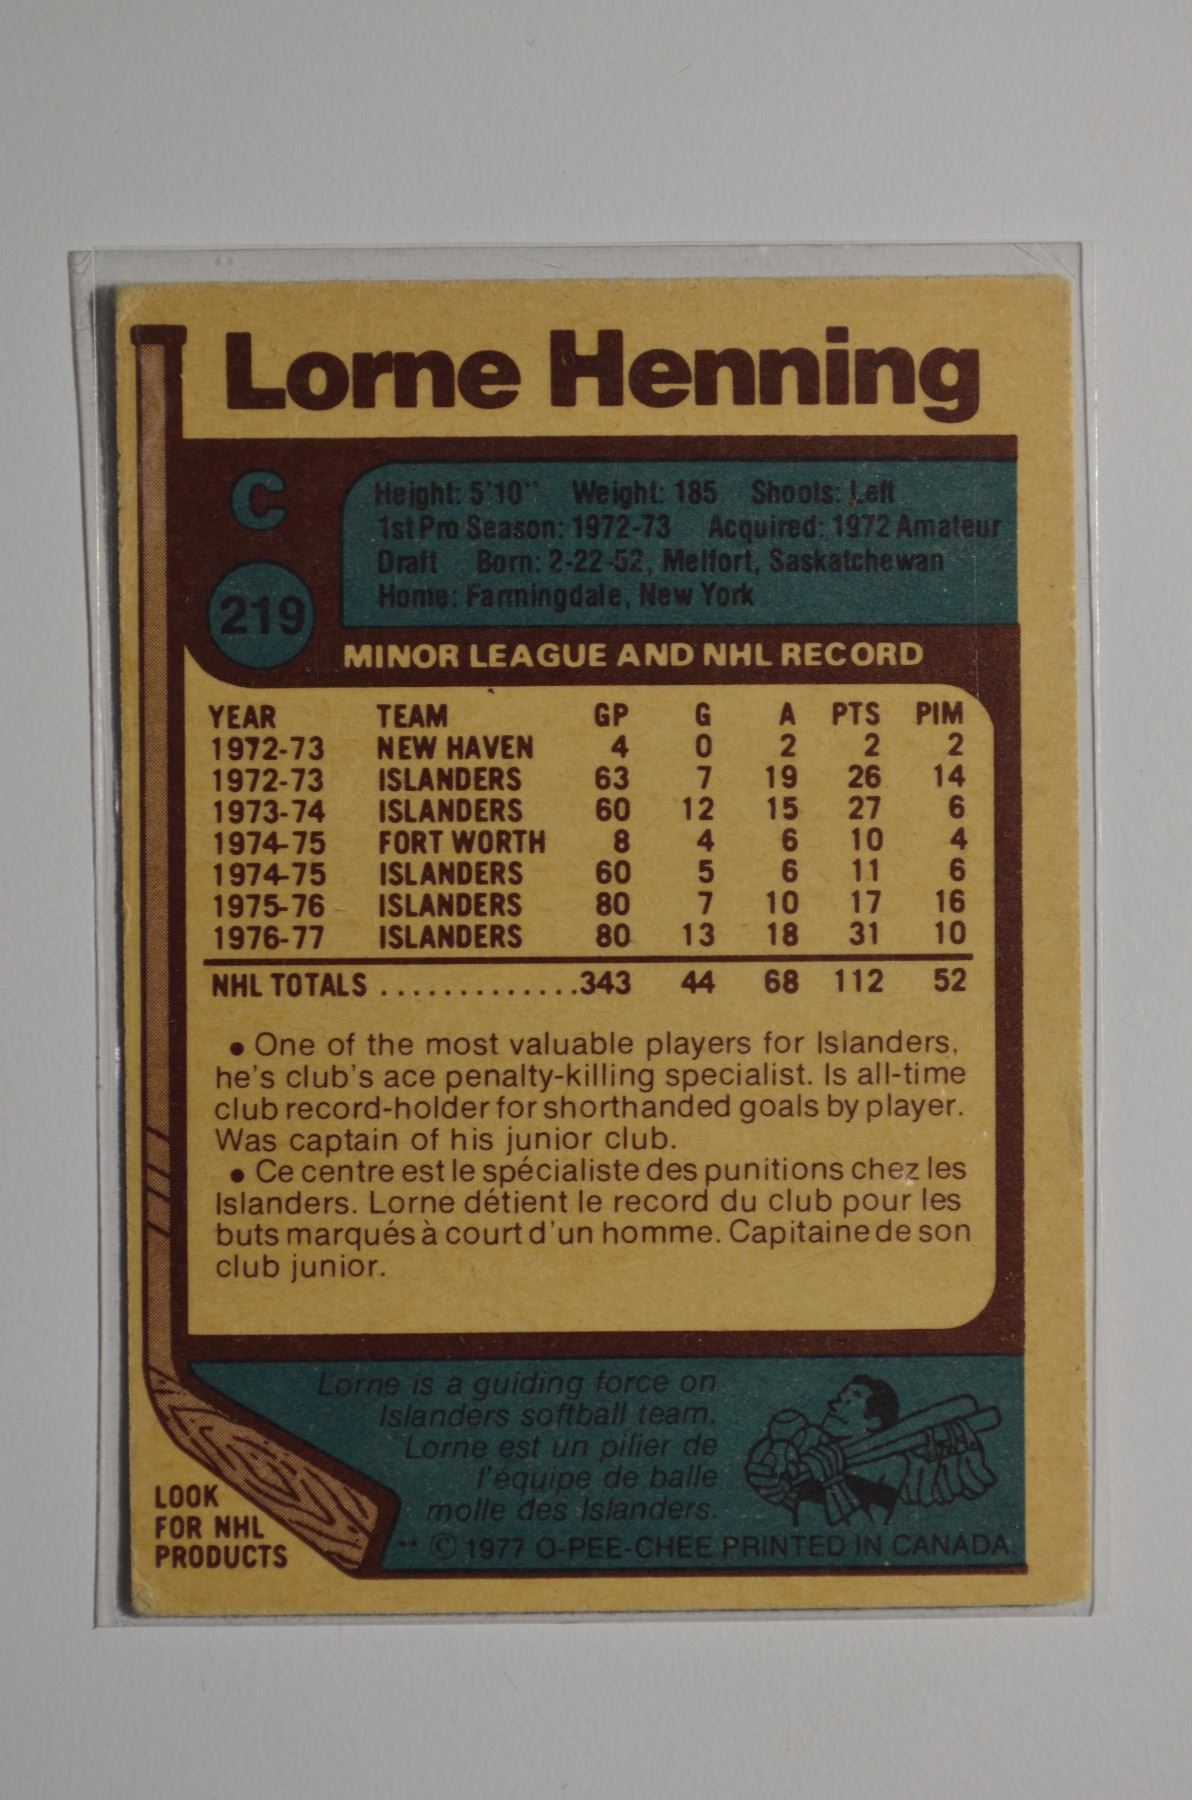 Lorne Henning
C
219
Height: 5'10" Weight: 185 Shoots: Left
1st Pro Season: 1972-73 Acquired: 1972 Amateur
Draft Born: 2-22-52, Melfort, Saskatchewan
Home: Farmingdale, New York
MINOR LEAGUE AND NHL RECORD
YEAR TEAM GP G A PTS PIM
1972-73 NEW HAVEN 4 0 2 2 2
1972-73 ISLANDERS 63 7 19 26 14
1973-74 ISLANDERS 60 12 15 27 6
1974-75 FORT WORTH 8 4 6 10 4
1974-75 ISLANDERS 60 5 6 11 6
1975-76 ISLANDERS 80 7 10 17 16
1976-77 ISLANDERS 80 13 18 31 10
NHL TOTALS .............343 44 68 112 52
• One of the most valuable players for Islanders,
he's club's ace penalty-killing specialist. Is all-time
club record-holder for shorthanded goals by player.
Was captain of his junior club.
• Ce centre est le spécialiste des punitions chez les
Islanders. Lorne détient le record du club pour les
buts marqués à court d'un homme. Capitaine de son
club junior.
Lorne is a guiding force on
Islanders softball team.
Lorne est un pilier de
l'équipe de balle
molle des Islanders.
** © 1977 O-PEE-CHEE PRINTED IN CANADA.
LOOK
FOR NHL
PRODUCTS